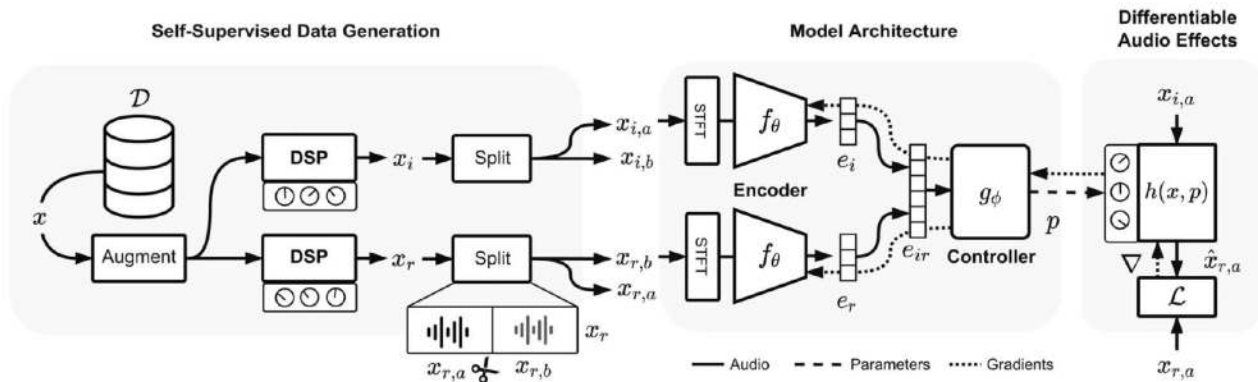 Self-Supervised Data Generation
Model Architecture
Differentiable
Audio Effects
𝒟
x
Augment
DSP
x_i
Split
x_{i,a}
x_{i,b}
DSP
x_r
Split
x_{r,b}
x_{r,a}
x_r
x_{r,a}
x_{r,b}
STFT
f_θ
e_i
Encoder
STFT
f_θ
e_r
e_{ir}
g_ϕ
Controller
p
x_{i,a}
h(x, p)
∇
x̂_{r,a}
ℒ
x_{r,a}
Audio
Parameters
Gradients